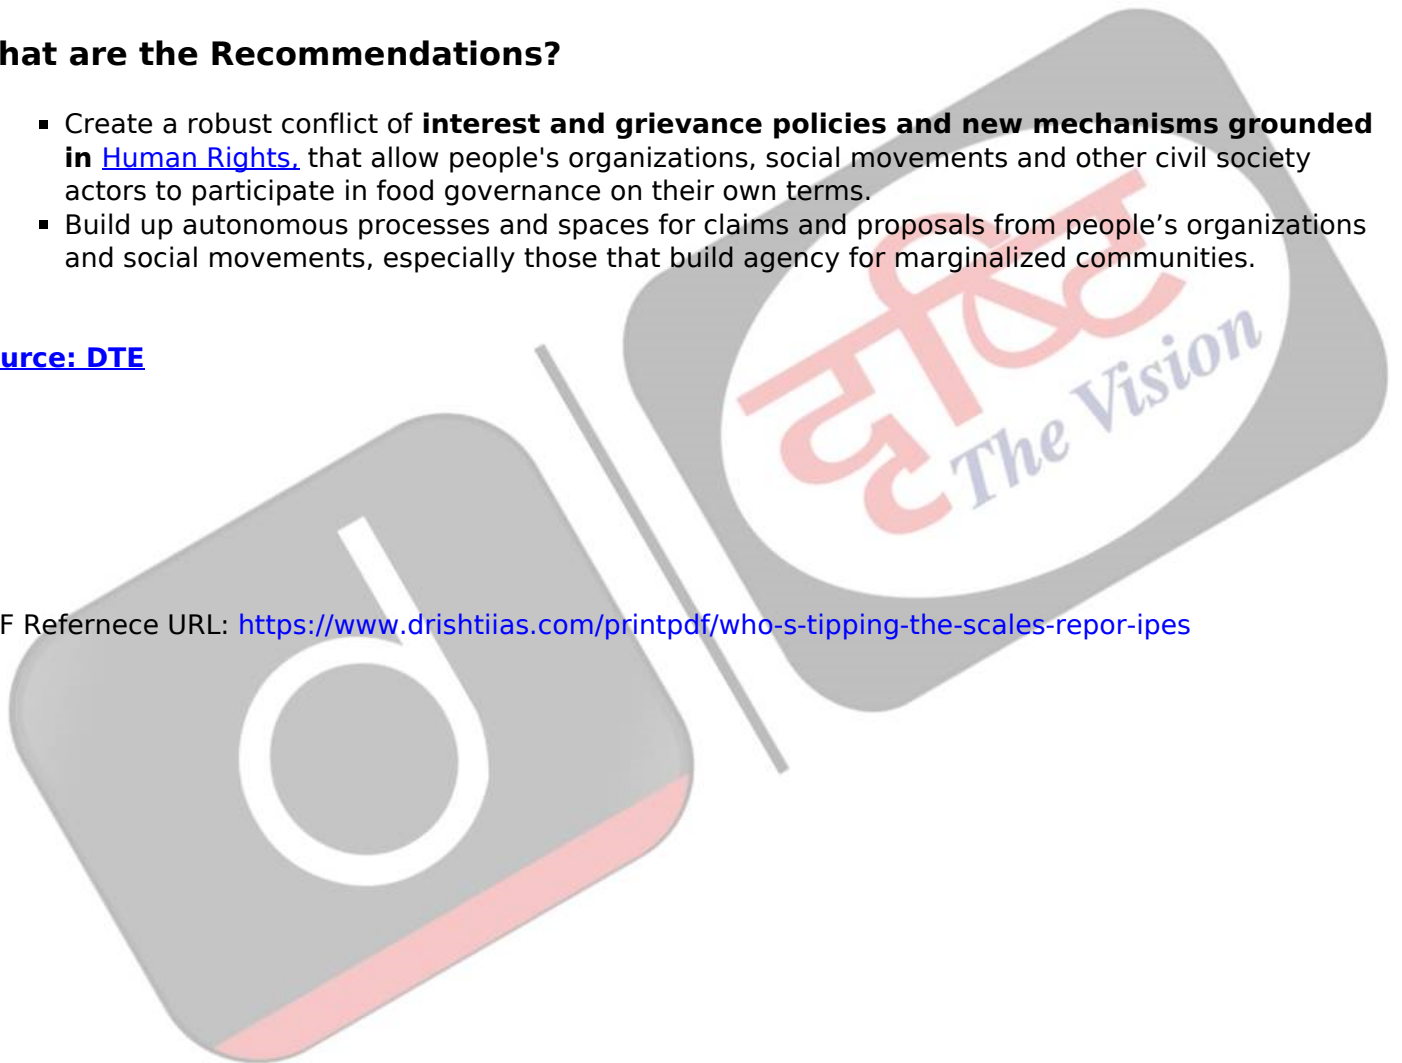 hat are the Recommendations?
▪ Create a robust conflict of interest and grievance policies and new mechanisms grounded
in Human Rights, that allow people's organizations, social movements and other civil society
actors to participate in food governance on their own terms.
▪ Build up autonomous processes and spaces for claims and proposals from people’s organizations
and social movements, especially those that build agency for marginalized communities.
urce: DTE
दृष्टि
The Vision
d
F Refernece URL: https://www.drishtiias.com/printpdf/who-s-tipping-the-scales-repor-ipes